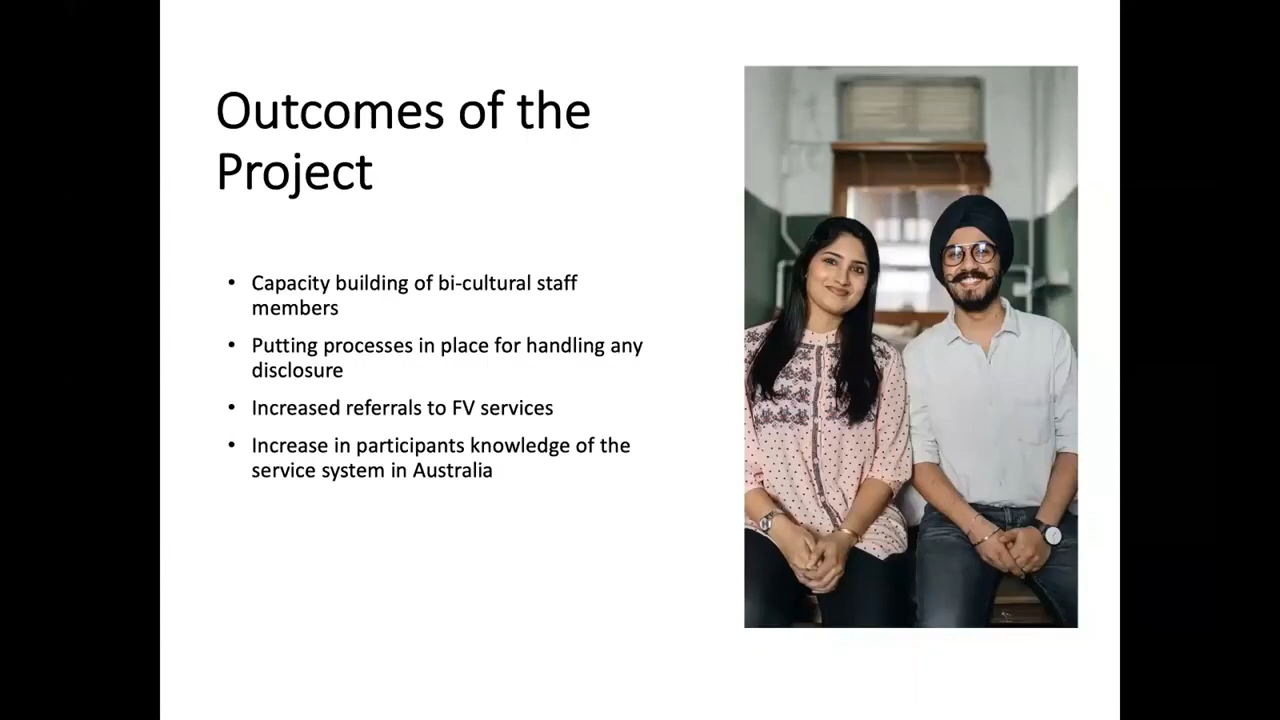 Outcomes of the
Project
• Capacity building of bi-cultural staff
members
• Putting processes in place for handling any
disclosure
• Increased referrals to FV services
• Increase in participants knowledge of the
service system in Australia